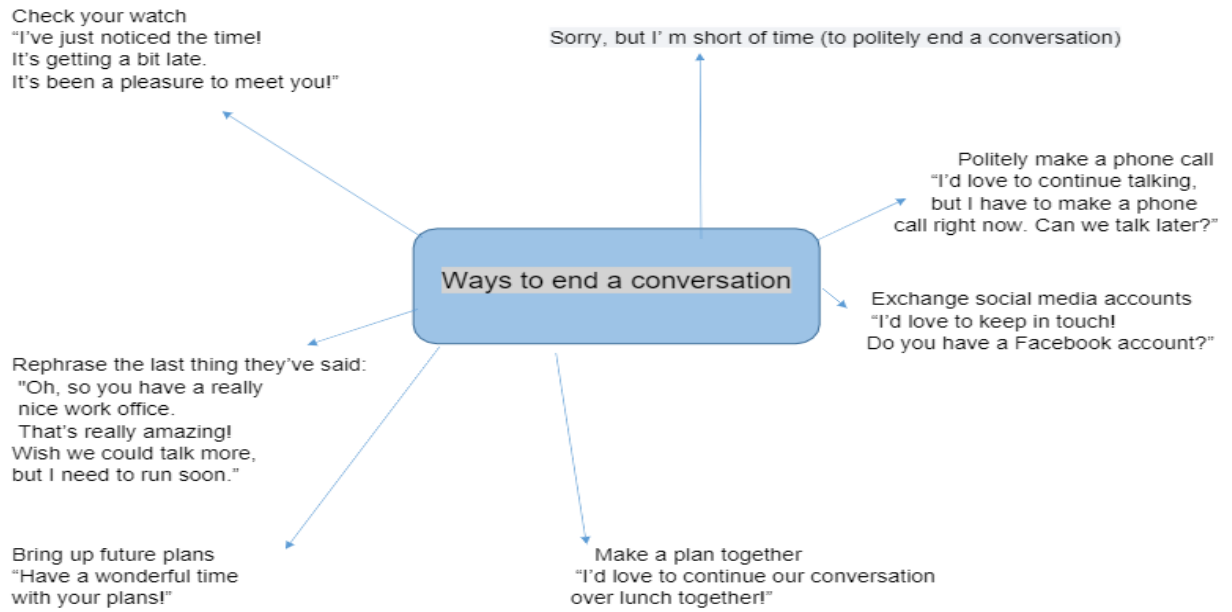 Check your watch
“I’ve just noticed the time!
It’s getting a bit late.
It’s been a pleasure to meet you!”
Sorry, but I’ m short of time (to politely end a conversation)
Politely make a phone call
“I’d love to continue talking,
but I have to make a phone
call right now. Can we talk later?”
Ways to end a conversation
Exchange social media accounts
“I’d love to keep in touch!
Do you have a Facebook account?”
Rephrase the last thing they’ve said:
"Oh, so you have a really
nice work office.
That’s really amazing!
Wish we could talk more,
but I need to run soon.”
Bring up future plans
“Have a wonderful time
with your plans!”
Make a plan together
“I’d love to continue our conversation
over lunch together!”